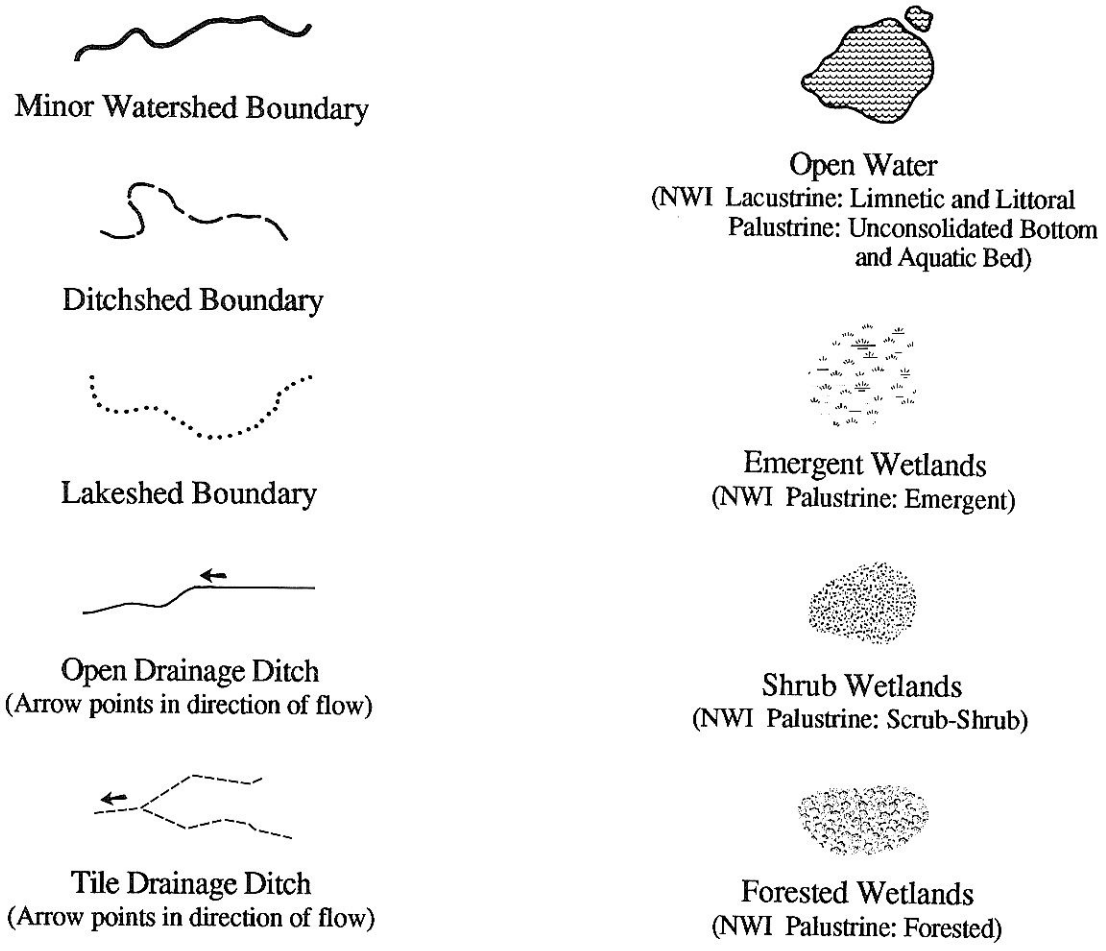 Minor Watershed Boundary
Ditchshed Boundary
Lakeshed Boundary
Open Drainage Ditch
(Arrow points in direction of flow)
Tile Drainage Ditch
(Arrow points in direction of flow)
Open Water
(NWI Lacustrine: Limnetic and Littoral
Palustrine: Unconsolidated Bottom
and Aquatic Bed)
Emergent Wetlands
(NWI Palustrine: Emergent)
Shrub Wetlands
(NWI Palustrine: Scrub-Shrub)
Forested Wetlands
(NWI Palustrine: Forested)